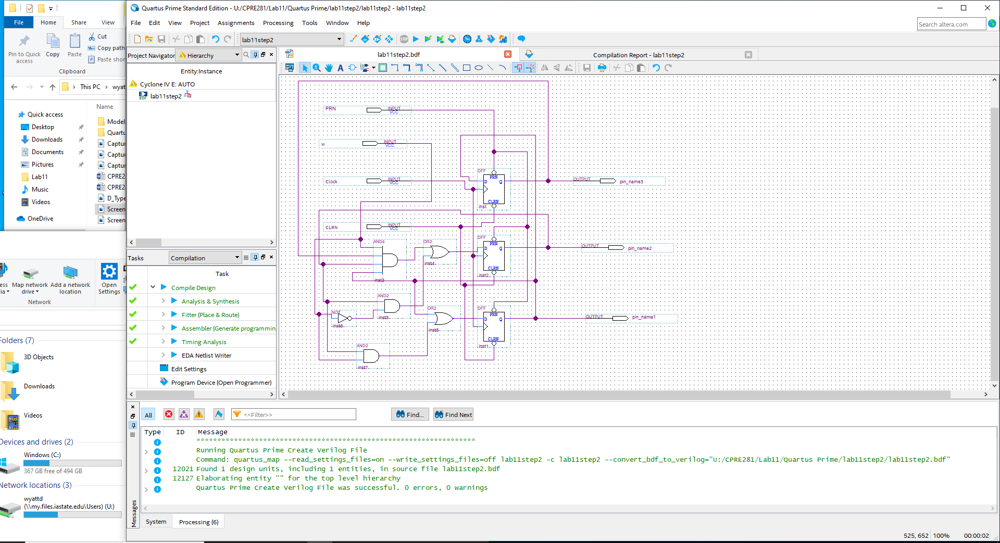 Quartus Prime Standard Edition - U:/CPRE281/Lab11/Quartus Prime/lab11step2/lab11step2 - lab11step2
File Edit View Project Assignments Processing Tools Window Help
Search altera.com
lab11step2
File Home Share View
Pin to Quick access
Copy
Paste
Cut
Copy path
Paste shor
Clipboard
This PC > wyat
Name
Quick access
Desktop
Downloads
Documents
Pictures
Lab11
Music
Videos
OneDrive
Model
Quartu
Captur
Captur
Captur
CPRE2
CPRE2
D_Type
Screen
Screen
Map network drive
Add a network location
Open Settings
Network
Folders (7)
3D Objects
Downloads
Videos
Devices and drives (2)
Windows (C:)
367 GB free of 494 GB
Network locations (3)
wyattd
(\\my.files.iastate.edu\Users) (U:)
Project Navigator
Hierarchy
Entity:Instance
Cyclone IV E: AUTO
lab11step2
Tasks
Compilation
Task
Compile Design
Analysis & Synthesis
Fitter (Place & Route)
Assembler (Generate programmin
Timing Analysis
EDA Netlist Writer
Edit Settings
Program Device (Open Programmer)
lab11step2.bdf
Compilation Report - lab11step2
PRN INPUT VCC
w INPUT VCC
Clock INPUT VCC
CLRN INPUT VCC
DFF
PRN
D Q
CLRN
inst
OUTPUT pin_name3
AND4
inst3
OR2
inst4
DFF
PRN
D Q
CLRN
inst2
OUTPUT pin_name2
AND2
inst5
NOT
inst6
OR2
inst8
DFF
PRN
D Q
CLRN
inst1
OUTPUT pin_name1
AND2
inst7
All
<<Filter>>
Find...
Find Next
Type ID Message
*******************************************************************
Running Quartus Prime Create Verilog File
Command: quartus_map --read_settings_files=on --write_settings_files=off lab11step2 -c lab11step2 --convert_bdf_to_verilog="U:/CPRE281/Lab11/Quartus Prime/lab11step2/lab11step2.bdf"
12021 Found 1 design units, including 1 entities, in source file lab11step2.bdf
12127 Elaborating entity "" for the top level hierarchy
Quartus Prime Create Verilog File was successful. 0 errors, 0 warnings
Messages
System
Processing (6)
525, 652 100% 00:00:02